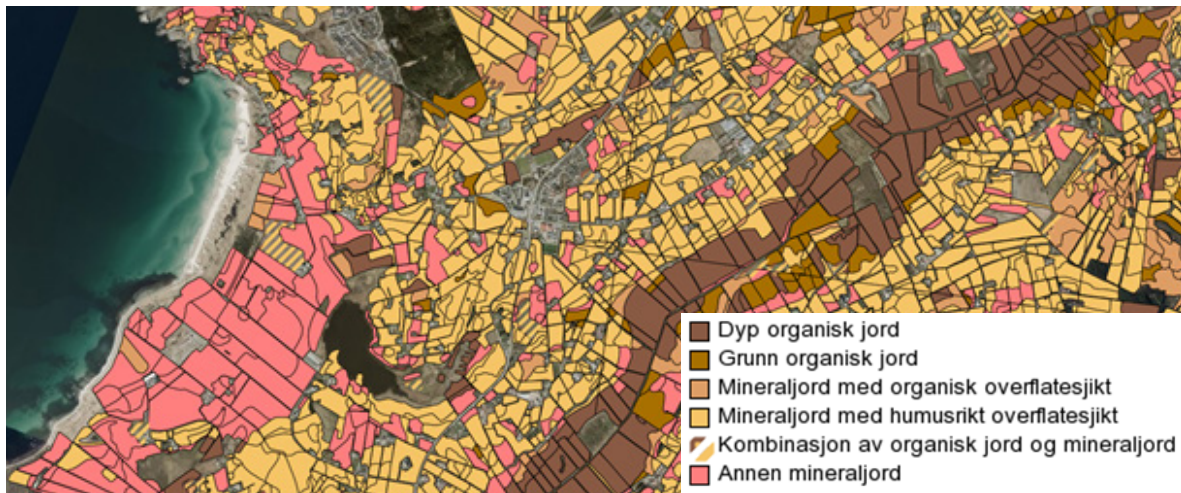 Dyp organisk jord
Grunn organisk jord
Mineraljord med organisk overflatesjikt
Mineraljord med humusrikt overflatesjikt
Kombinasjon av organisk jord og mineraljord
Annen mineraljord